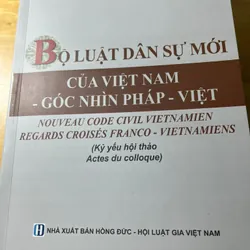 BỘ LUẬT DÂN SỰ MỚI
CỦA VIỆT NAM
- GÓC NHÌN PHÁP - VIỆT
NOUVEAU CODE CIVIL VIETNAMIEN
REGARDS CROISÉS FRANCO - VIETNAMIENS
(Kỷ yếu hội thảo
Actes du colloque)
NHÀ XUẤT BẢN HỒNG ĐỨC - HỘI LUẬT GIA VIỆT NAM